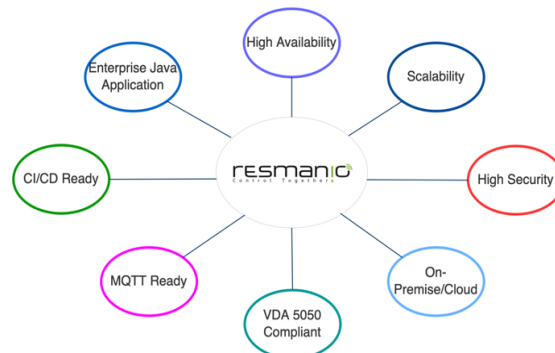 High Availability
Enterprise Java
Application
Scalability
resmanio
Control Togethere
CI/CD Ready
High Security
MQTT Ready
On-
Premise/Cloud
VDA 5050
Compliant